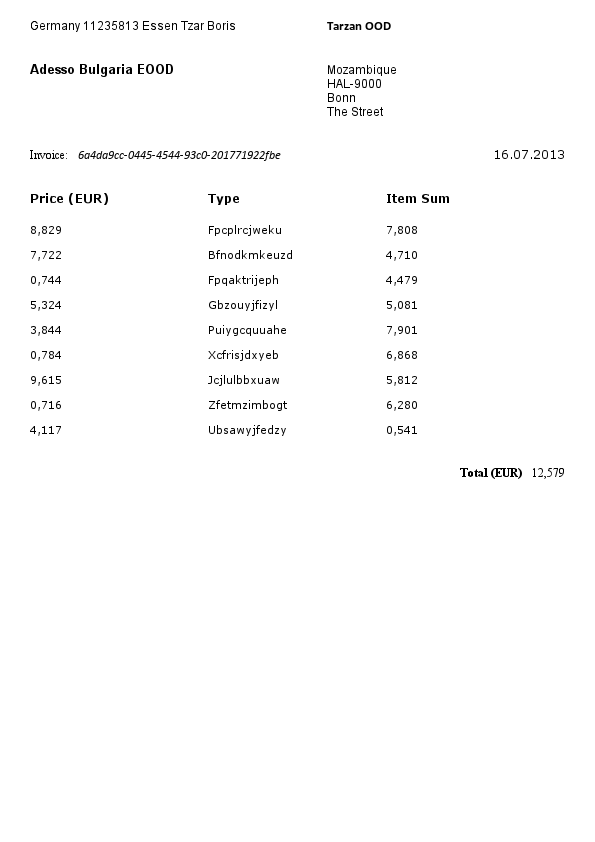 Germany 11235813 Essen Tzar Boris
Tarzan OOD
Adesso Bulgaria EOOD
Mozambique
HAL-9000
Bonn
The Street
Invoice: 6a4da9cc-0445-4544-93c0-201771922fbe 16.07.2013
Price (EUR) Type Item Sum
8,829 Fpcplrcjweku 7,808
7,722 Bfnodkmkeuzd 4,710
0,744 Fpqaktrijeph 4,479
5,324 Gbzouyjfizyl 5,081
3,844 Puiygcquuahe 7,901
0,784 Xcfrisjdxyeb 6,868
9,615 Jcjlulbbxuaw 5,812
0,716 Zfetmzimbogt 6,280
4,117 Ubsawyjfedzy 0,541
Total (EUR) 12,579